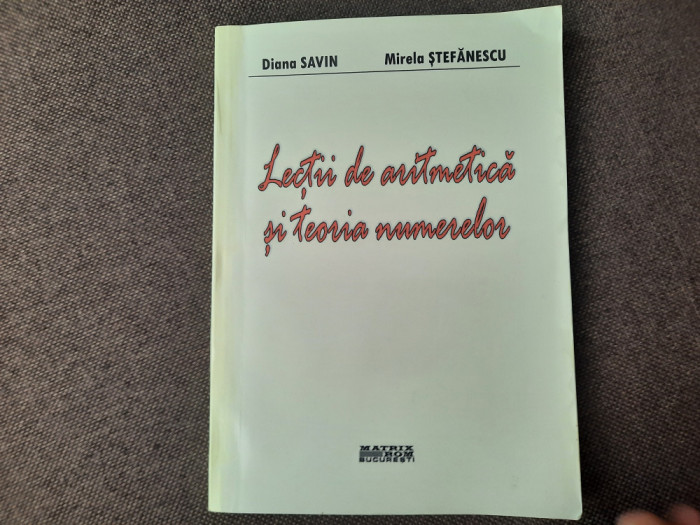 Diana SAVIN Mirela ȘTEFĂNESCU
Lecții de aritmetică
și teoria numerelor
MATRIX
ROM
BUCUREȘTI